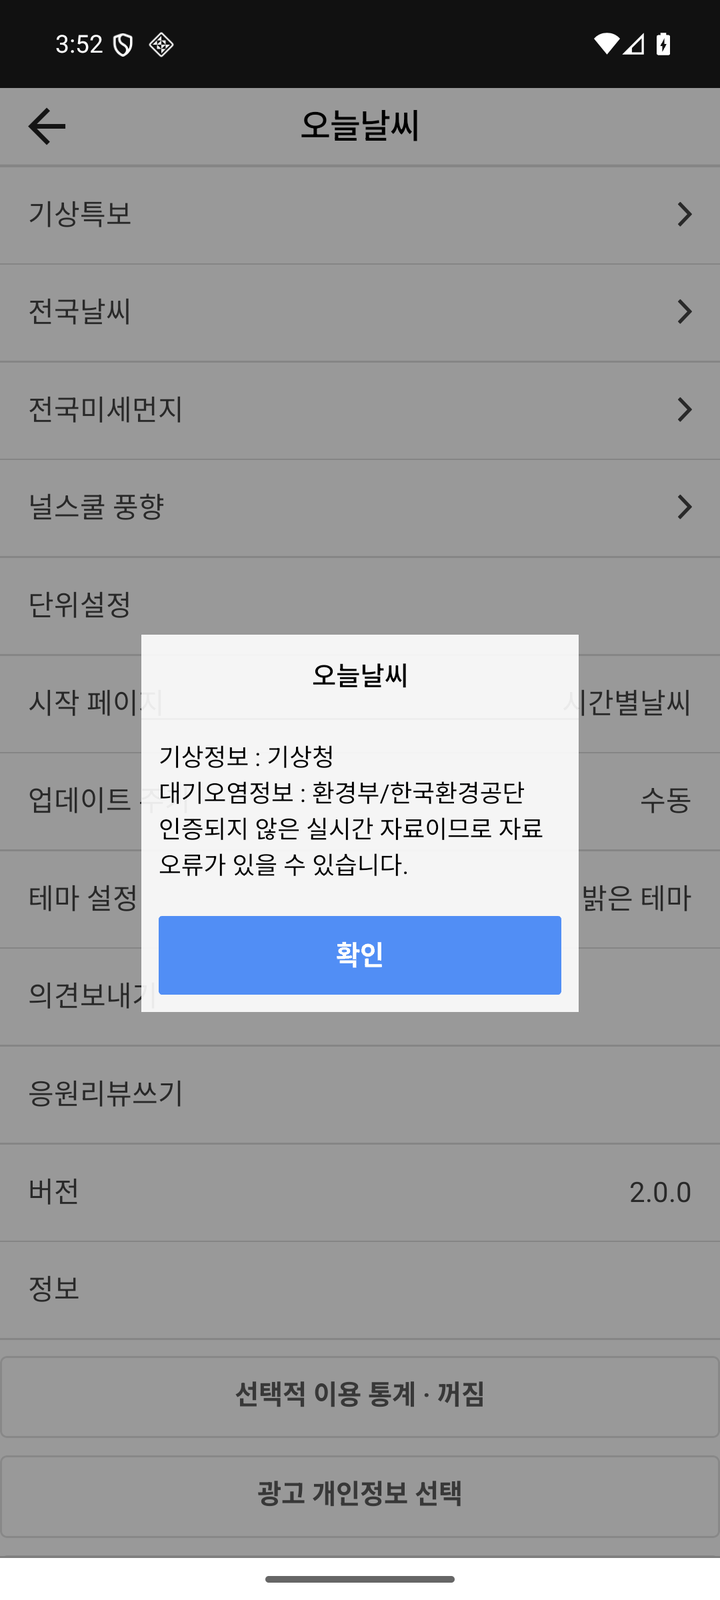 3:52
오늘날씨
기상특보
전국날씨
전국미세먼지
널스쿨 풍향
단위설정
시작 페이지 시간별날씨
업데이트 주기 수동
테마 설정 밝은 테마
의견보내기
오늘날씨
기상정보 : 기상청
대기오염정보 : 환경부/한국환경공단
인증되지 않은 실시간 자료이므로 자료
오류가 있을 수 있습니다.
확인
응원리뷰쓰기
버전 2.0.0
정보
선택적 이용 통계 · 꺼짐
광고 개인정보 선택